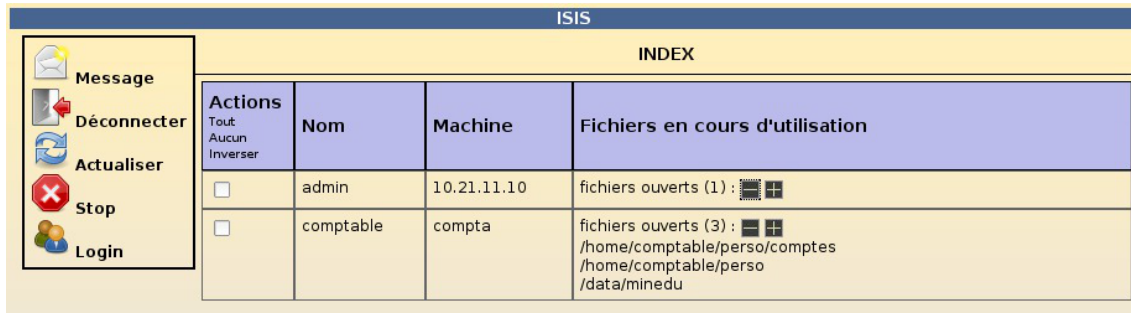 ISIS
Message
Déconnecter
Actualiser
Stop
Login
INDEX
Actions
Tout
Aucun
Inverser
Nom
Machine
Fichiers en cours d'utilisation
admin
10.21.11.10
fichiers ouverts (1) :
comptable
compta
fichiers ouverts (3) :
/home/comptable/perso/comptes
/home/comptable/perso
/data/minedu